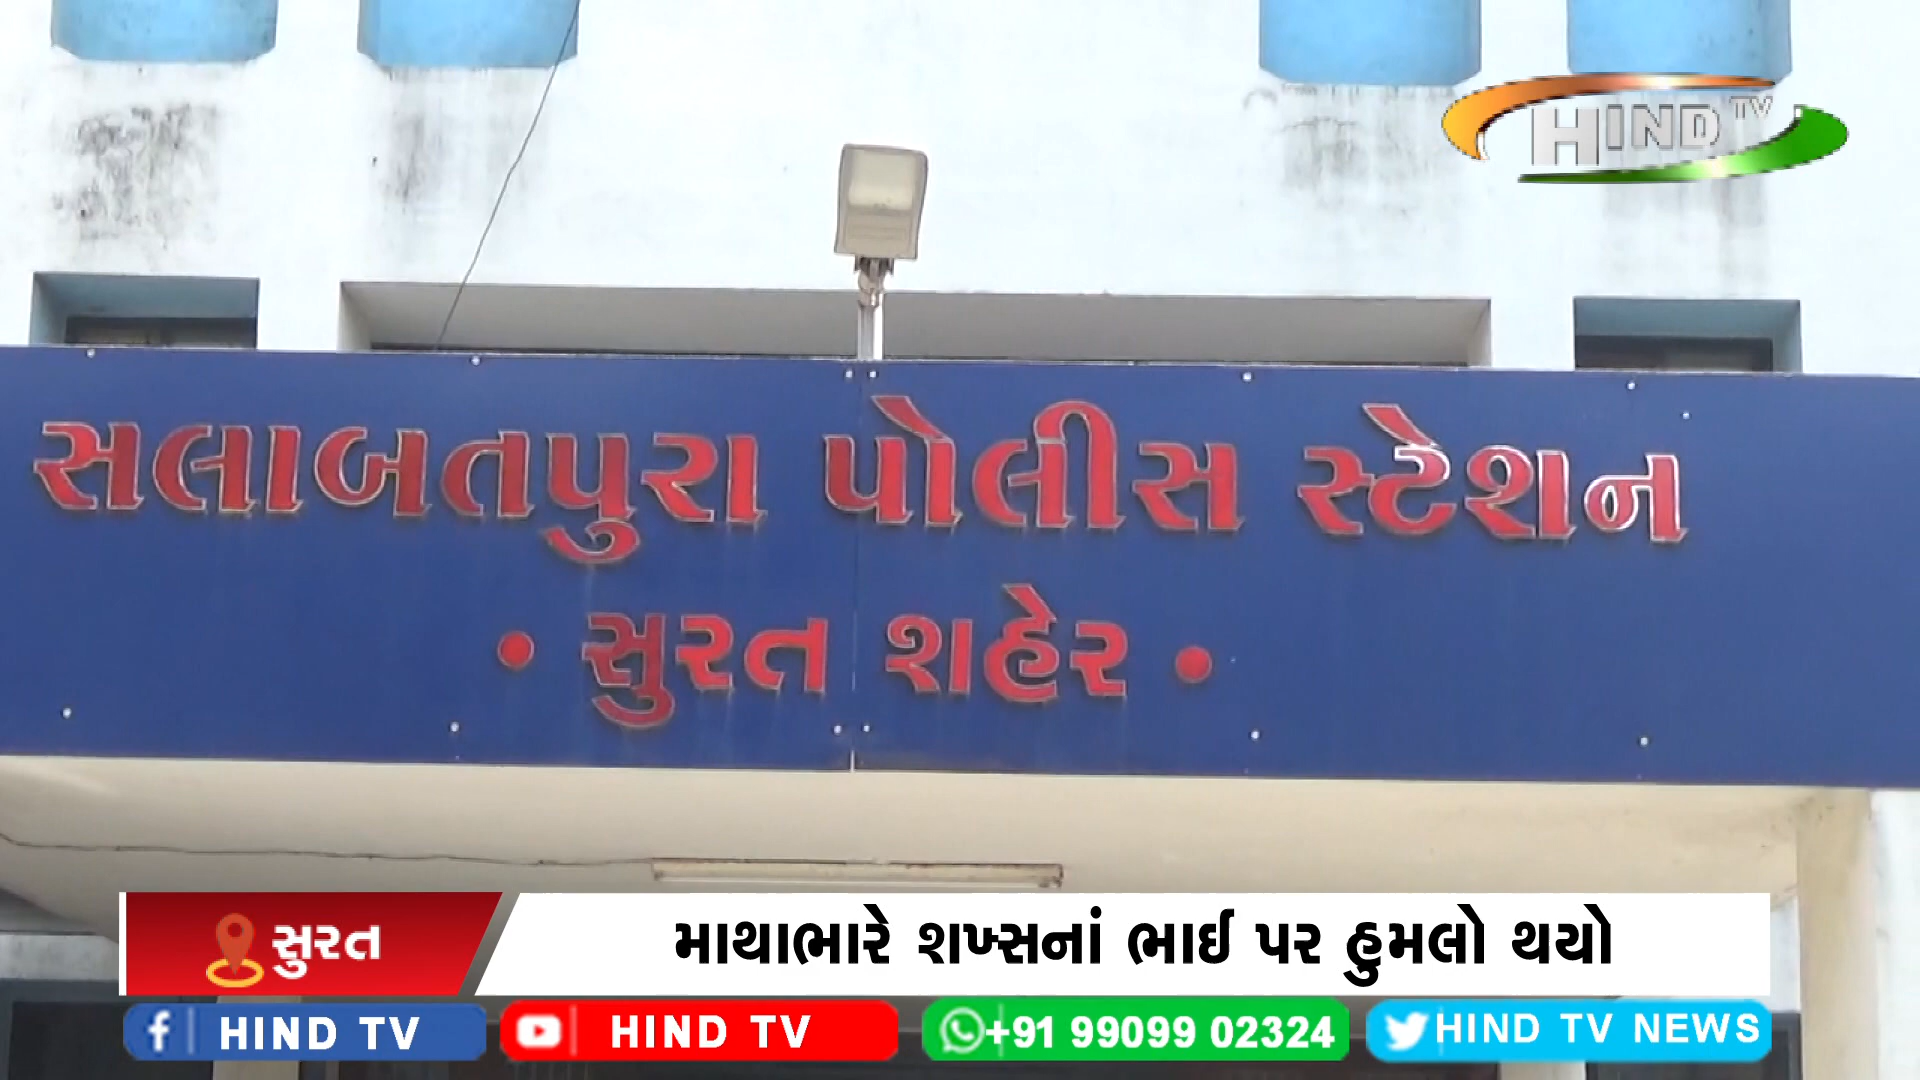 HIND TV
સલાબતપુરા પોલીસ સ્ટેશન
• સુરત શહેર •
સુરત
માથાભારે શખ્સનાં ભાઈ પર હુમલો થયો
HIND TV
HIND TV
+91 99099 02324
HIND TV NEWS